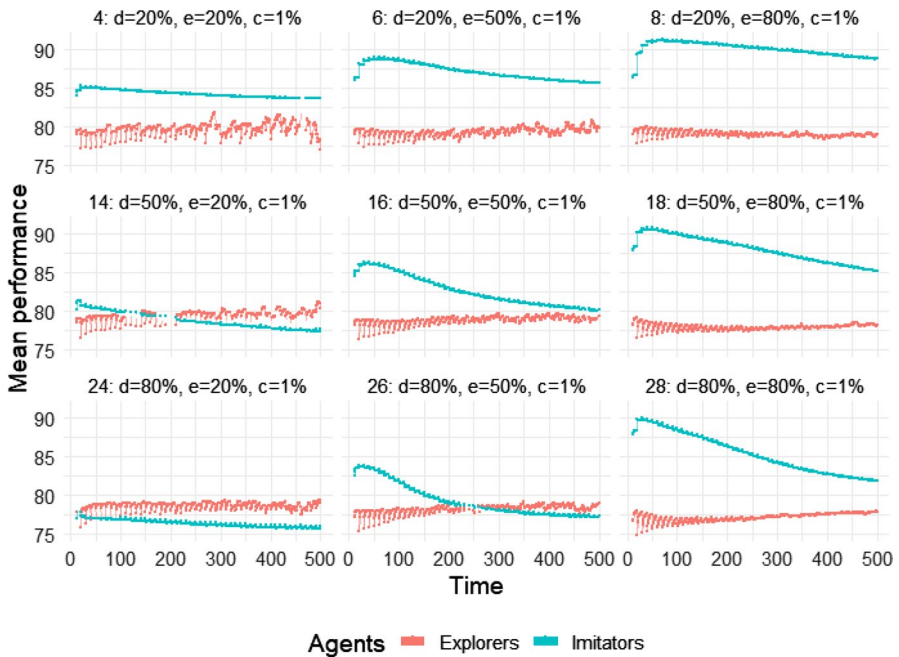 4: d=20%, e=20%, c=1%
6: d=20%, e=50%, c=1%
8: d=20%, e=80%, c=1%
90
85
80
75
14: d=50%, e=20%, c=1%
16: d=50%, e=50%, c=1%
18: d=50%, e=80%, c=1%
90
85
80
75
Mean performance
24: d=80%, e=20%, c=1%
26: d=80%, e=50%, c=1%
28: d=80%, e=80%, c=1%
90
85
80
75
0 100 200 300 400 500
0 100 200 300 400 500
0 100 200 300 400 500
Time
Agents Explorers Imitators